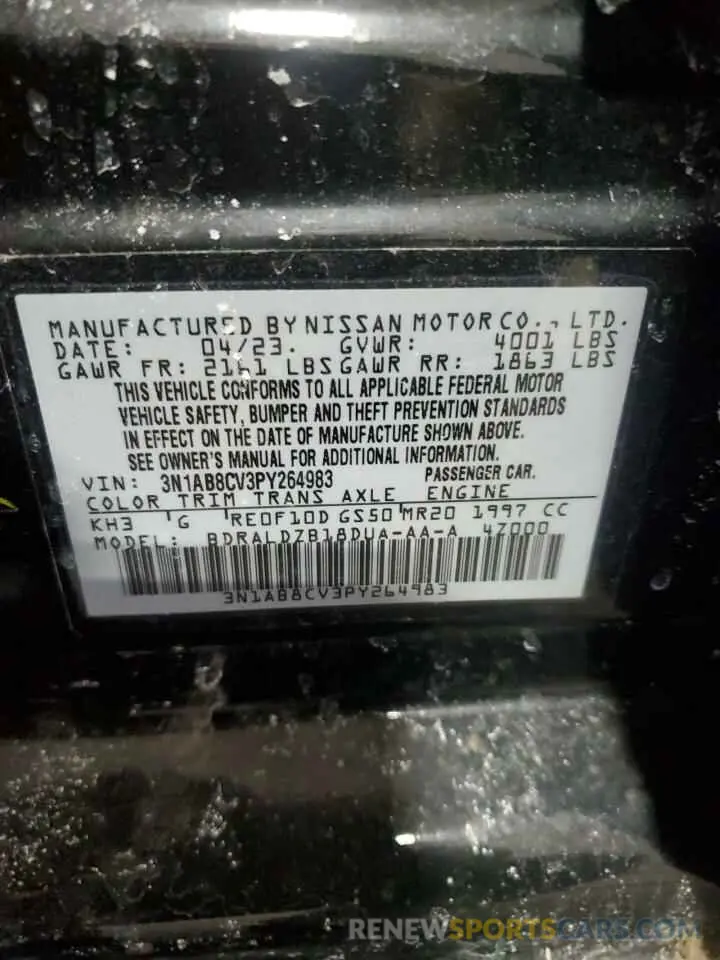 MANUFACTURED BY NISSAN MOTOR CO., LTD.
DATE: 04/23. GVWR: 4001 LBS
GAWR FR: 2161 LBS GAWR RR: 1863 LBS
THIS VEHICLE CONFORMS TO ALL APPLICABLE FEDERAL MOTOR
VEHICLE SAFETY, BUMPER AND THEFT PREVENTION STANDARDS
IN EFFECT ON THE DATE OF MANUFACTURE SHOWN ABOVE.
SEE OWNER'S MANUAL FOR ADDITIONAL INFORMATION.
VIN: 3N1AB8CV3PY264983 PASSENGER CAR.
COLOR TRIM TRANS AXLE ENGINE
KH3 G RE0F10D GS50 MR20 1997 CC
MODEL: BDRALDZB18DUA-AA-A 4Z000
3N1AB8CV3PY264983
RENEWSPORTSCARS.COM